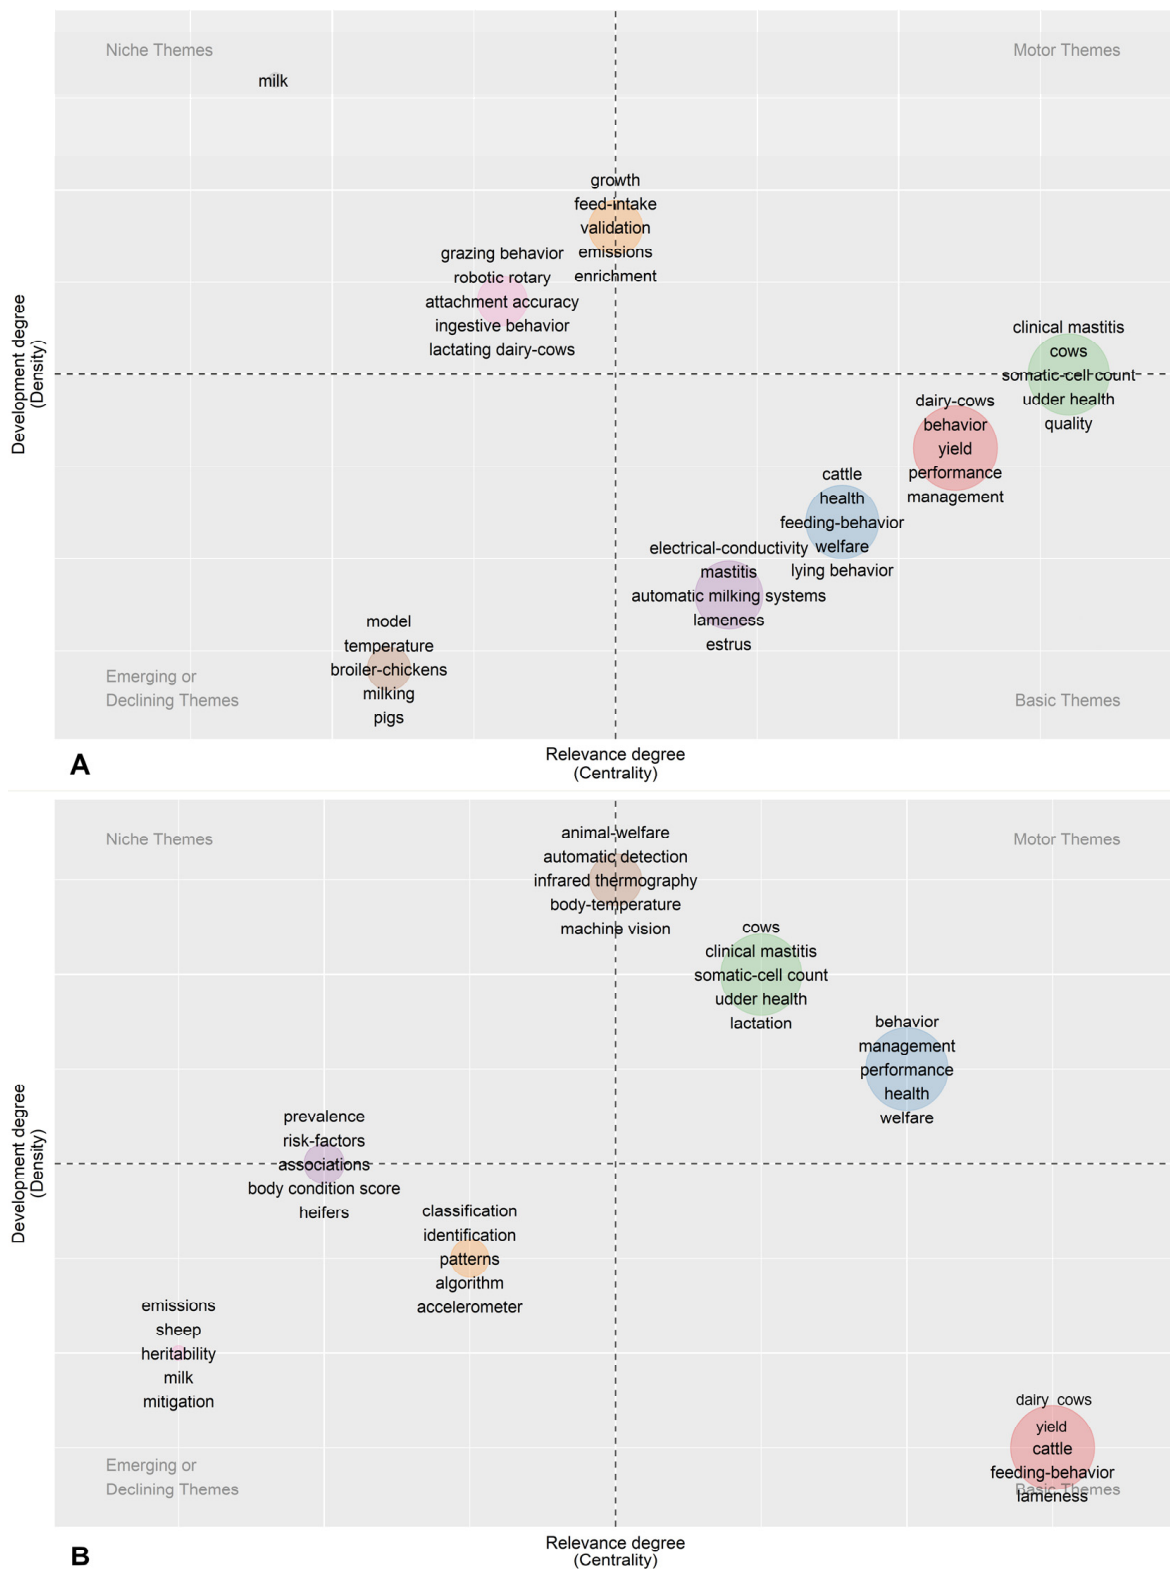 Niche Themes
Motor Themes
milk
growth
feed-intake
validation
emissions
enrichment
grazing behavior
robotic rotary
attachment accuracy
ingestive behavior
lactating dairy-cows
clinical mastitis
cows
somatic-cell count
udder health
quality
dairy-cows
behavior
yield
performance
management
cattle
health
feeding-behavior
welfare
lying behavior
electrical-conductivity
mastitis
automatic milking systems
lameness
estrus
model
temperature
broiler-chickens
milking
pigs
Emerging or
Declining Themes
Basic Themes
Development degree
(Density)
Relevance degree
(Centrality)
A
Niche Themes
Motor Themes
animal-welfare
automatic detection
infrared thermography
body-temperature
machine vision
cows
clinical mastitis
somatic-cell count
udder health
lactation
behavior
management
performance
health
welfare
prevalence
risk-factors
associations
body condition score
heifers
classification
identification
patterns
algorithm
accelerometer
emissions
sheep
heritability
milk
mitigation
dairy cows
yield
cattle
feeding-behavior
lameness
Emerging or
Declining Themes
Basic Themes
Development degree
(Density)
Relevance degree
(Centrality)
B